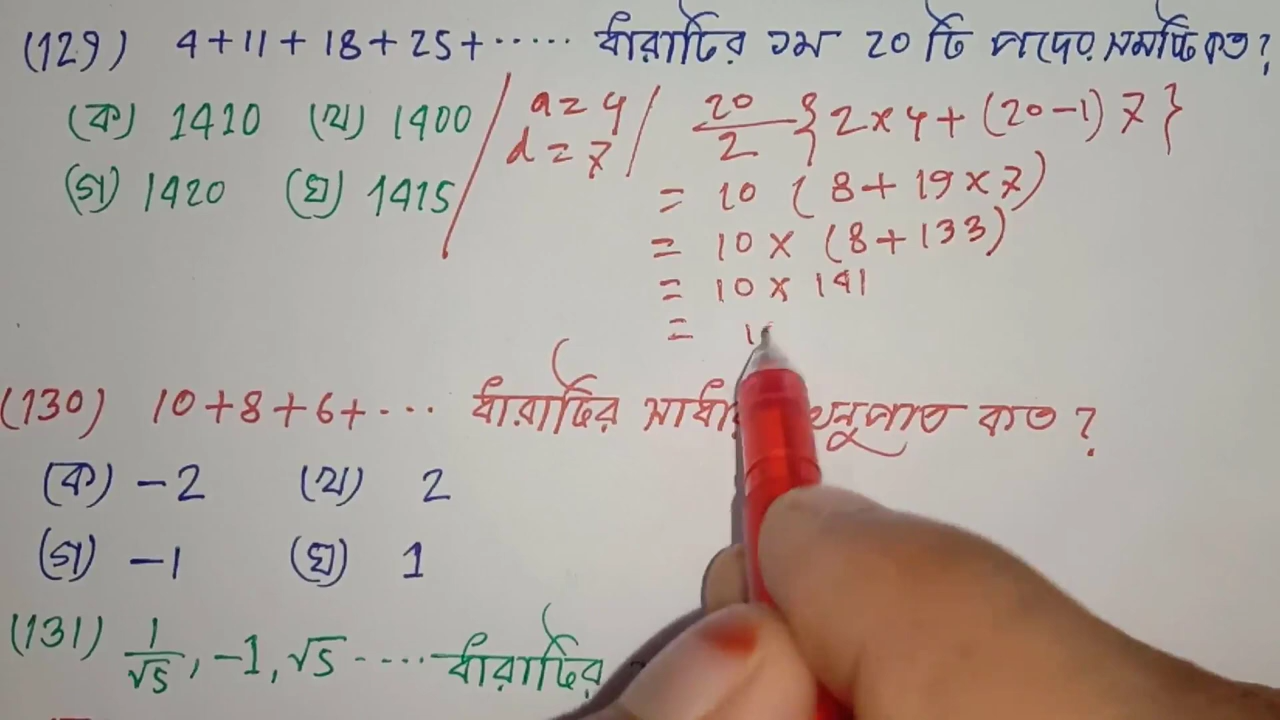 (129) 4+11+18+25+..... ধারাটির ১ম 20 টি পদের সমষ্টি কত?
(ক) 1410 (খ) 1400
(গ) 1420 (ঘ) 1415
a = 4
d = 7
20/2 {2×4+(20-1)7}
= 10 (8+19×7)
= 10 × (8+133)
= 10 × 141
= 1
(130) 10+8+6+... ধারাটির কত?
(ক) -2 (খ) 2
(গ) -1 (ঘ) 1
(131) 1/√5, -1, √5 .... ধারাটির